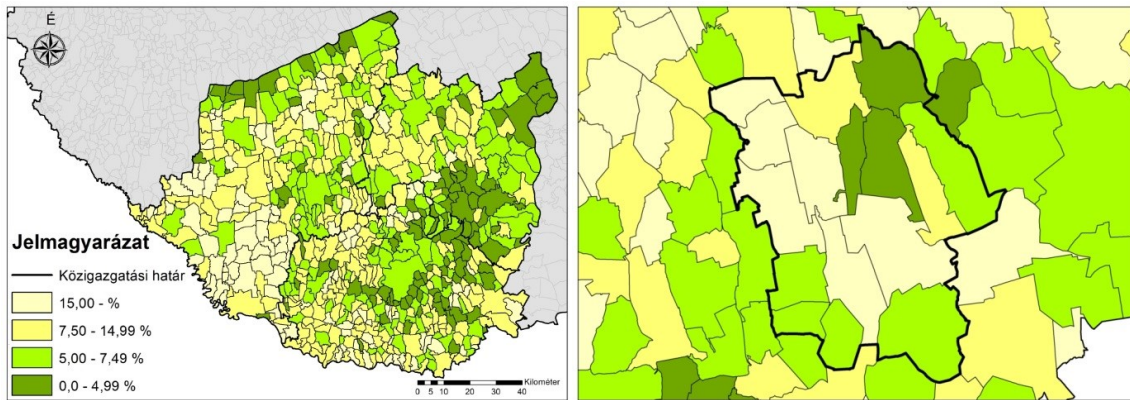 É
Jelmagyarázat
Közigazgatási határ
15,00 - %
7,50 - 14,99 %
5,00 - 7,49 %
0,0 - 4,99 %
Kilométer
0 5 10 20 30 40